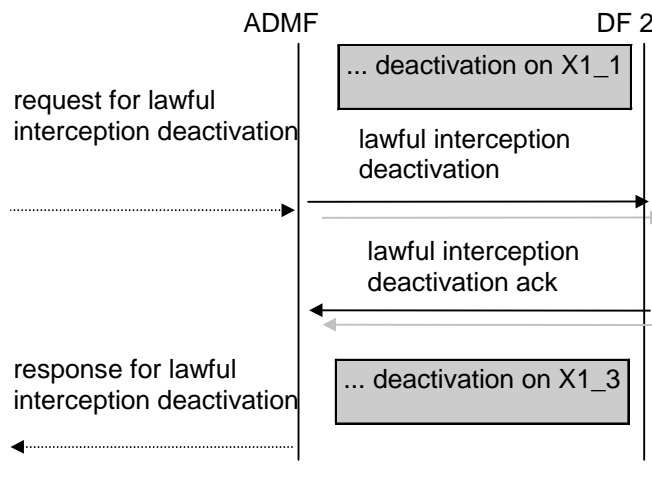 ADMF
DF 2
... deactivation on X1_1
request for lawful
interception deactivation
lawful interception
deactivation
lawful interception
deactivation ack
response for lawful
interception deactivation
... deactivation on X1_3